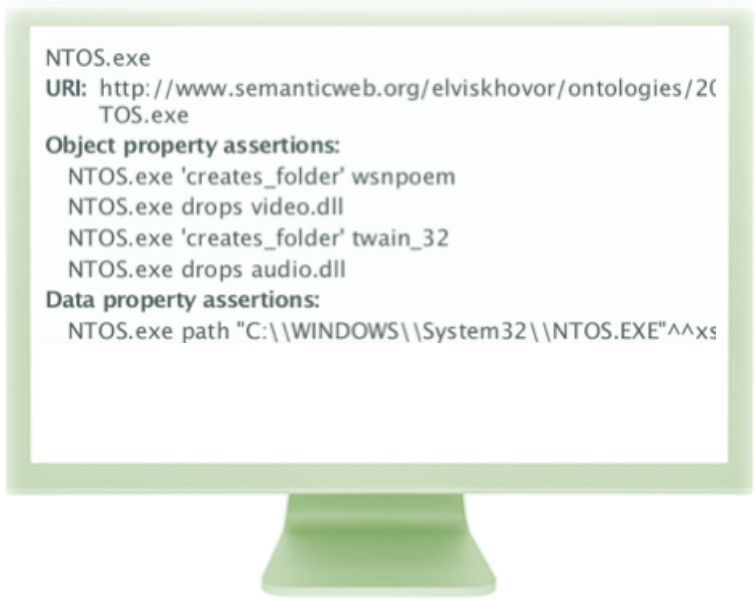 NTOS.exe
URI: http://www.semanticweb.org/elviskhovor/ontologies/20
TOS.exe
Object property assertions:
NTOS.exe 'creates_folder' wsnpoem
NTOS.exe drops video.dll
NTOS.exe 'creates_folder' twain_32
NTOS.exe drops audio.dll
Data property assertions:
NTOS.exe path "C:\\WINDOWS\\System32\\NTOS.EXE"^^xs